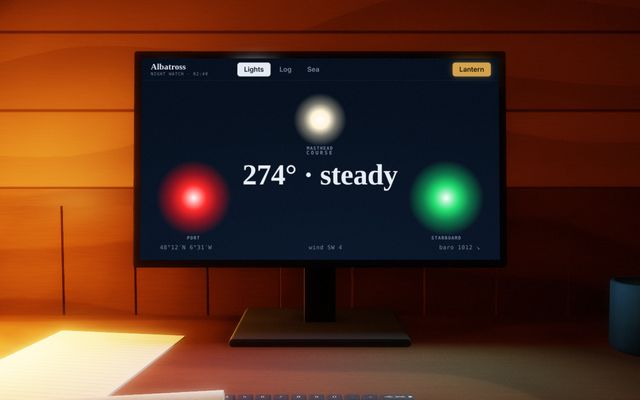 Albatross
NIGHT WATCH · 02:40
Lights
Log
Sea
Lantern
MASTHEAD
COURSE
274° · steady
PORT
STARBOARD
48°12′N 6°31′W
wind SW 4
baro 1012 ↘